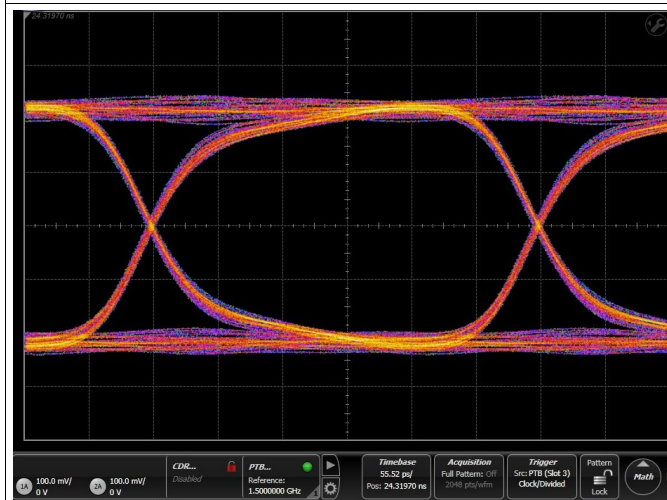 24.31970 ns
1A
100.0 mV/
0 V
2A
100.0 mV/
0 V
CDR...
Disabled
PTB...
Reference:
1.5000000 GHz
1
Timebase
55.52 ps/
Pos: 24.31970 ns
Acquisition
Full Pattern: Off
2048 pts/wfm
Trigger
Src: PTB (Slot 3)
Clock/Divided
Pattern
Lock
Math